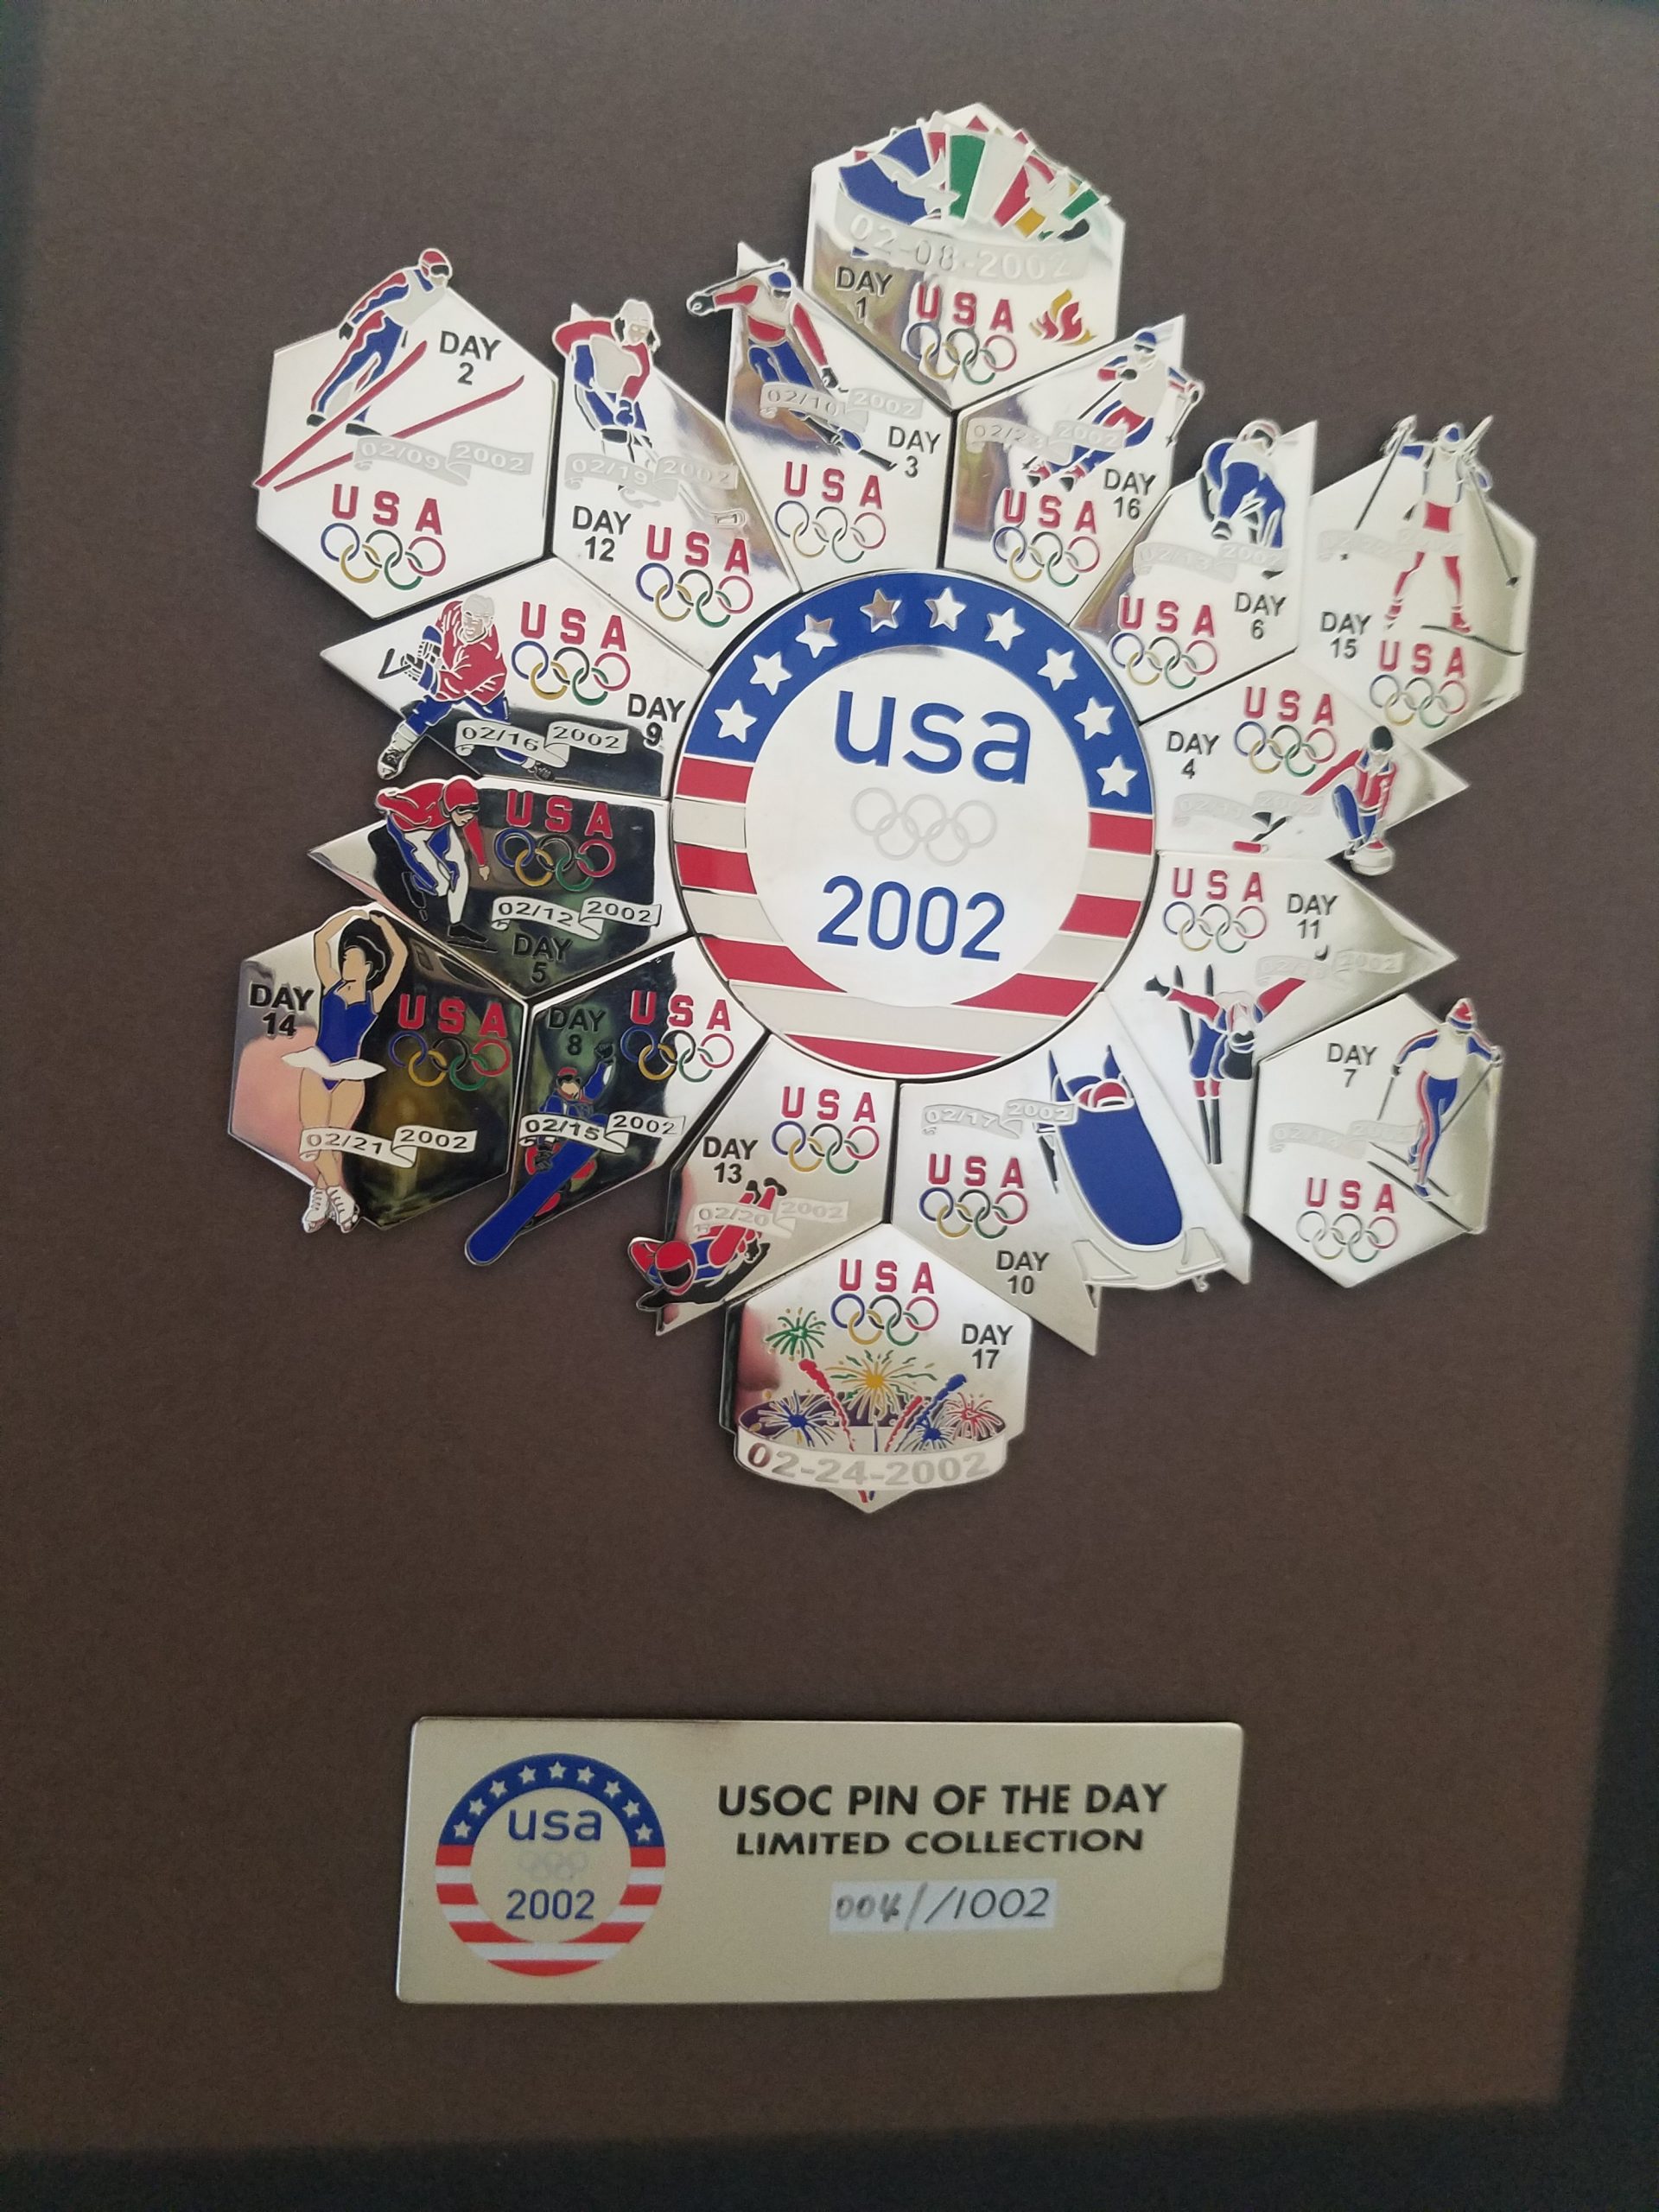 02-08-2002
DAY
1
USA
DAY
2
02/09 2002
USA
02/19 2002
DAY
12
USA
02/10 2002
DAY
3
USA
2002
DAY
16
USA
USA
DAY
6
DAY
15
USA
USA
DAY
9
02/16 2002
USA
DAY
4
USA
02/12 2002
DAY
5
usa
2002
USA
DAY
11
2002
DAY
14
USA
02/21 2002
DAY
8
USA
02/15 2002
USA
DAY
13
02/20 2002
02/17 2002
USA
DAY
10
DAY
7
USA
USA
DAY
17
02-24-2002
usa
2002
USOC PIN OF THE DAY
LIMITED COLLECTION
004//1002